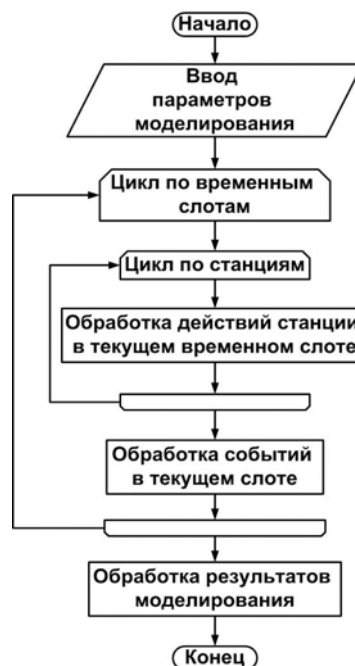 Начало
Ввод
параметров
моделирования
Цикл по временным
слотам
Цикл по станциям
Обработка действий станции
в текущем временном слоте
Обработка событий
в текущем слоте
Обработка результатов
моделирования
Конец